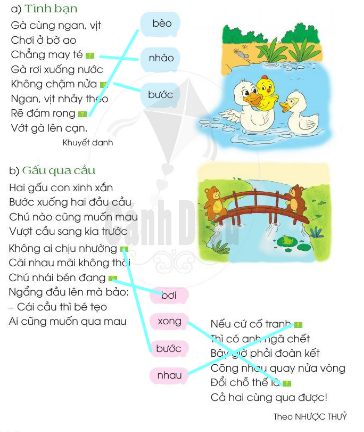 a) Tình bạn
Gà cùng ngan, vịt
Chơi ở bờ ao
Chẳng may té
Gà rơi xuống nước
Không chậm nửa
Ngan, vịt nhảy theo
Rẽ đám rong
Vớt gà lên cạn.
Khuyết danh
bèo
nhào
bước
b) Gấu qua cầu
Hai gấu con xinh xắn
Bước xuống hai đầu cầu
Chú nào cũng muốn mau
Vượt cầu sang kia trước
Không ai chịu nhường
Cãi nhau mãi không thôi
Chú nhái bén đang
Ngẩng đầu lên mà bảo:
- Cái cầu thì bé tẹo
Ai cũng muốn qua mau
bơi
xong
bước
nhau
Nếu cứ cố tranh
Thì có anh ngã chết
Bây giờ phải đoàn kết
Cõng nhau quay nửa vòng
Đổi chỗ thế là
Cả hai cùng qua được!
Theo NHƯỢC THUỶ